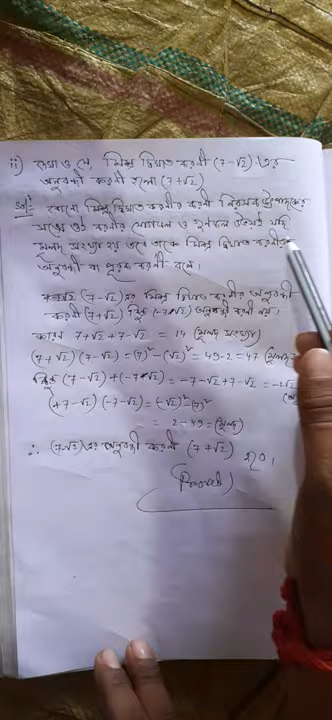 ii) দেখাও যে, মিশ্র দ্বিঘাত করণী (7-√2) এর
অনুবন্ধী করণী হলো (7+√2)
কোনো মিশ্র দ্বিঘাত করণীর করণী নিরসক উৎপাদকের
সঙ্গে ওই করণীর যোগফল ও গুণফল উভয়ই যদি
মূলদ সংখ্যা হয় তবে তাকে মিশ্র দ্বিঘাত করণীর
অনুবন্ধী বা পূরক করণী বলে।
(7-√2) এর মিশ্র দ্বিঘাত করণীর অনুবন্ধী
করণী (7+√2) কিন্তু (-7-√2) অনুবন্ধী করণী নয়।
কারণ 7+√2+7-√2 = 14 (মূলদ সংখ্যা)
(7+√2)(7-√2) = (7)² - (√2)² = 49-2 = 47 (মূলদ
কিন্তু (7-√2)+(-7-√2) = -7-√2+7-√2 = -2√2
(+7-√2)(-7-√2) = (-√2)² - (7)²
= 2-49 = (মূলদ)
∴ (7-√2) এর অনুবন্ধী করণী (7+√2) হবে।
(Proved)